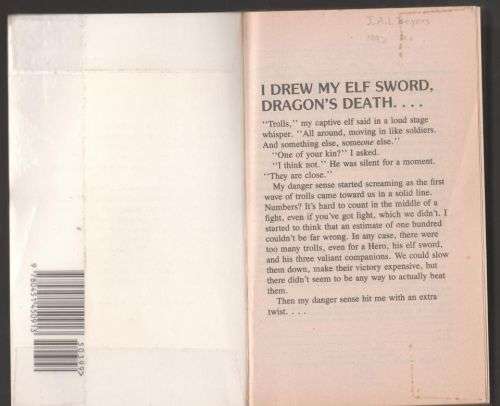 I DREW MY ELF SWORD,
DRAGON'S DEATH. . . .
"Trolls," my captive elf said in a loud stage
whisper. "All around, moving in like soldiers.
And something else, someone else."
"One of your kin?" I asked.
"I think not." He was silent for a moment.
"They are close."
My danger sense started screaming as the first
wave of trolls came toward us in a solid line.
Numbers? It's hard to count in the middle of a
fight, even if you've got light, which we didn't. I
started to think that an estimate of one hundred
couldn't be far wrong. In any case, there were
too many trolls, even for a Hero, his elf sword,
and his three valiant companions. We could slow
them down, make their victory expensive, but
there didn't seem to be any way to actually beat
them.
Then my danger sense hit me with an extra
twist. . . .